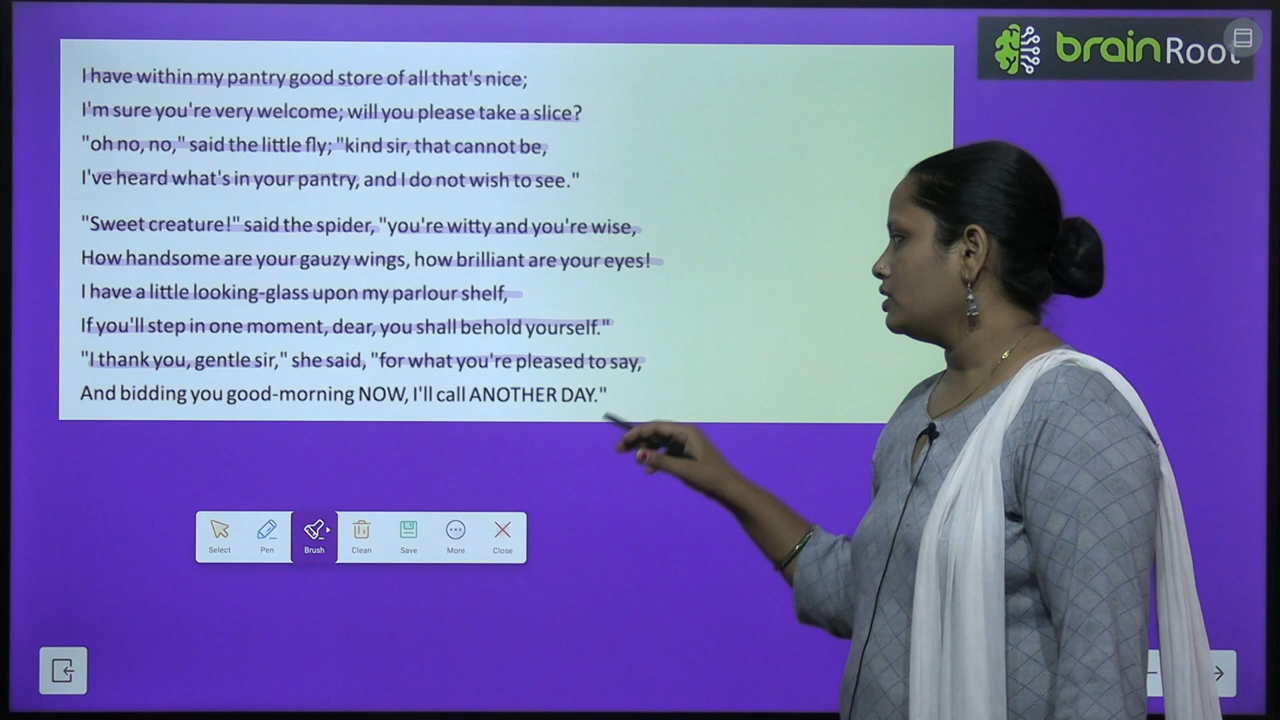 brainRoot
I have within my pantry good store of all that's nice;
I'm sure you're very welcome; will you please take a slice?
"oh no, no," said the little fly; "kind sir, that cannot be,
I've heard what's in your pantry, and I do not wish to see."
"Sweet creature!" said the spider, "you're witty and you're wise,
How handsome are your gauzy wings, how brilliant are your eyes!
I have a little looking-glass upon my parlour shelf,
If you'll step in one moment, dear, you shall behold yourself."
"I thank you, gentle sir," she said, "for what you're pleased to say,
And bidding you good-morning NOW, I'll call ANOTHER DAY."
Select Pen Brush Clean Save More Close